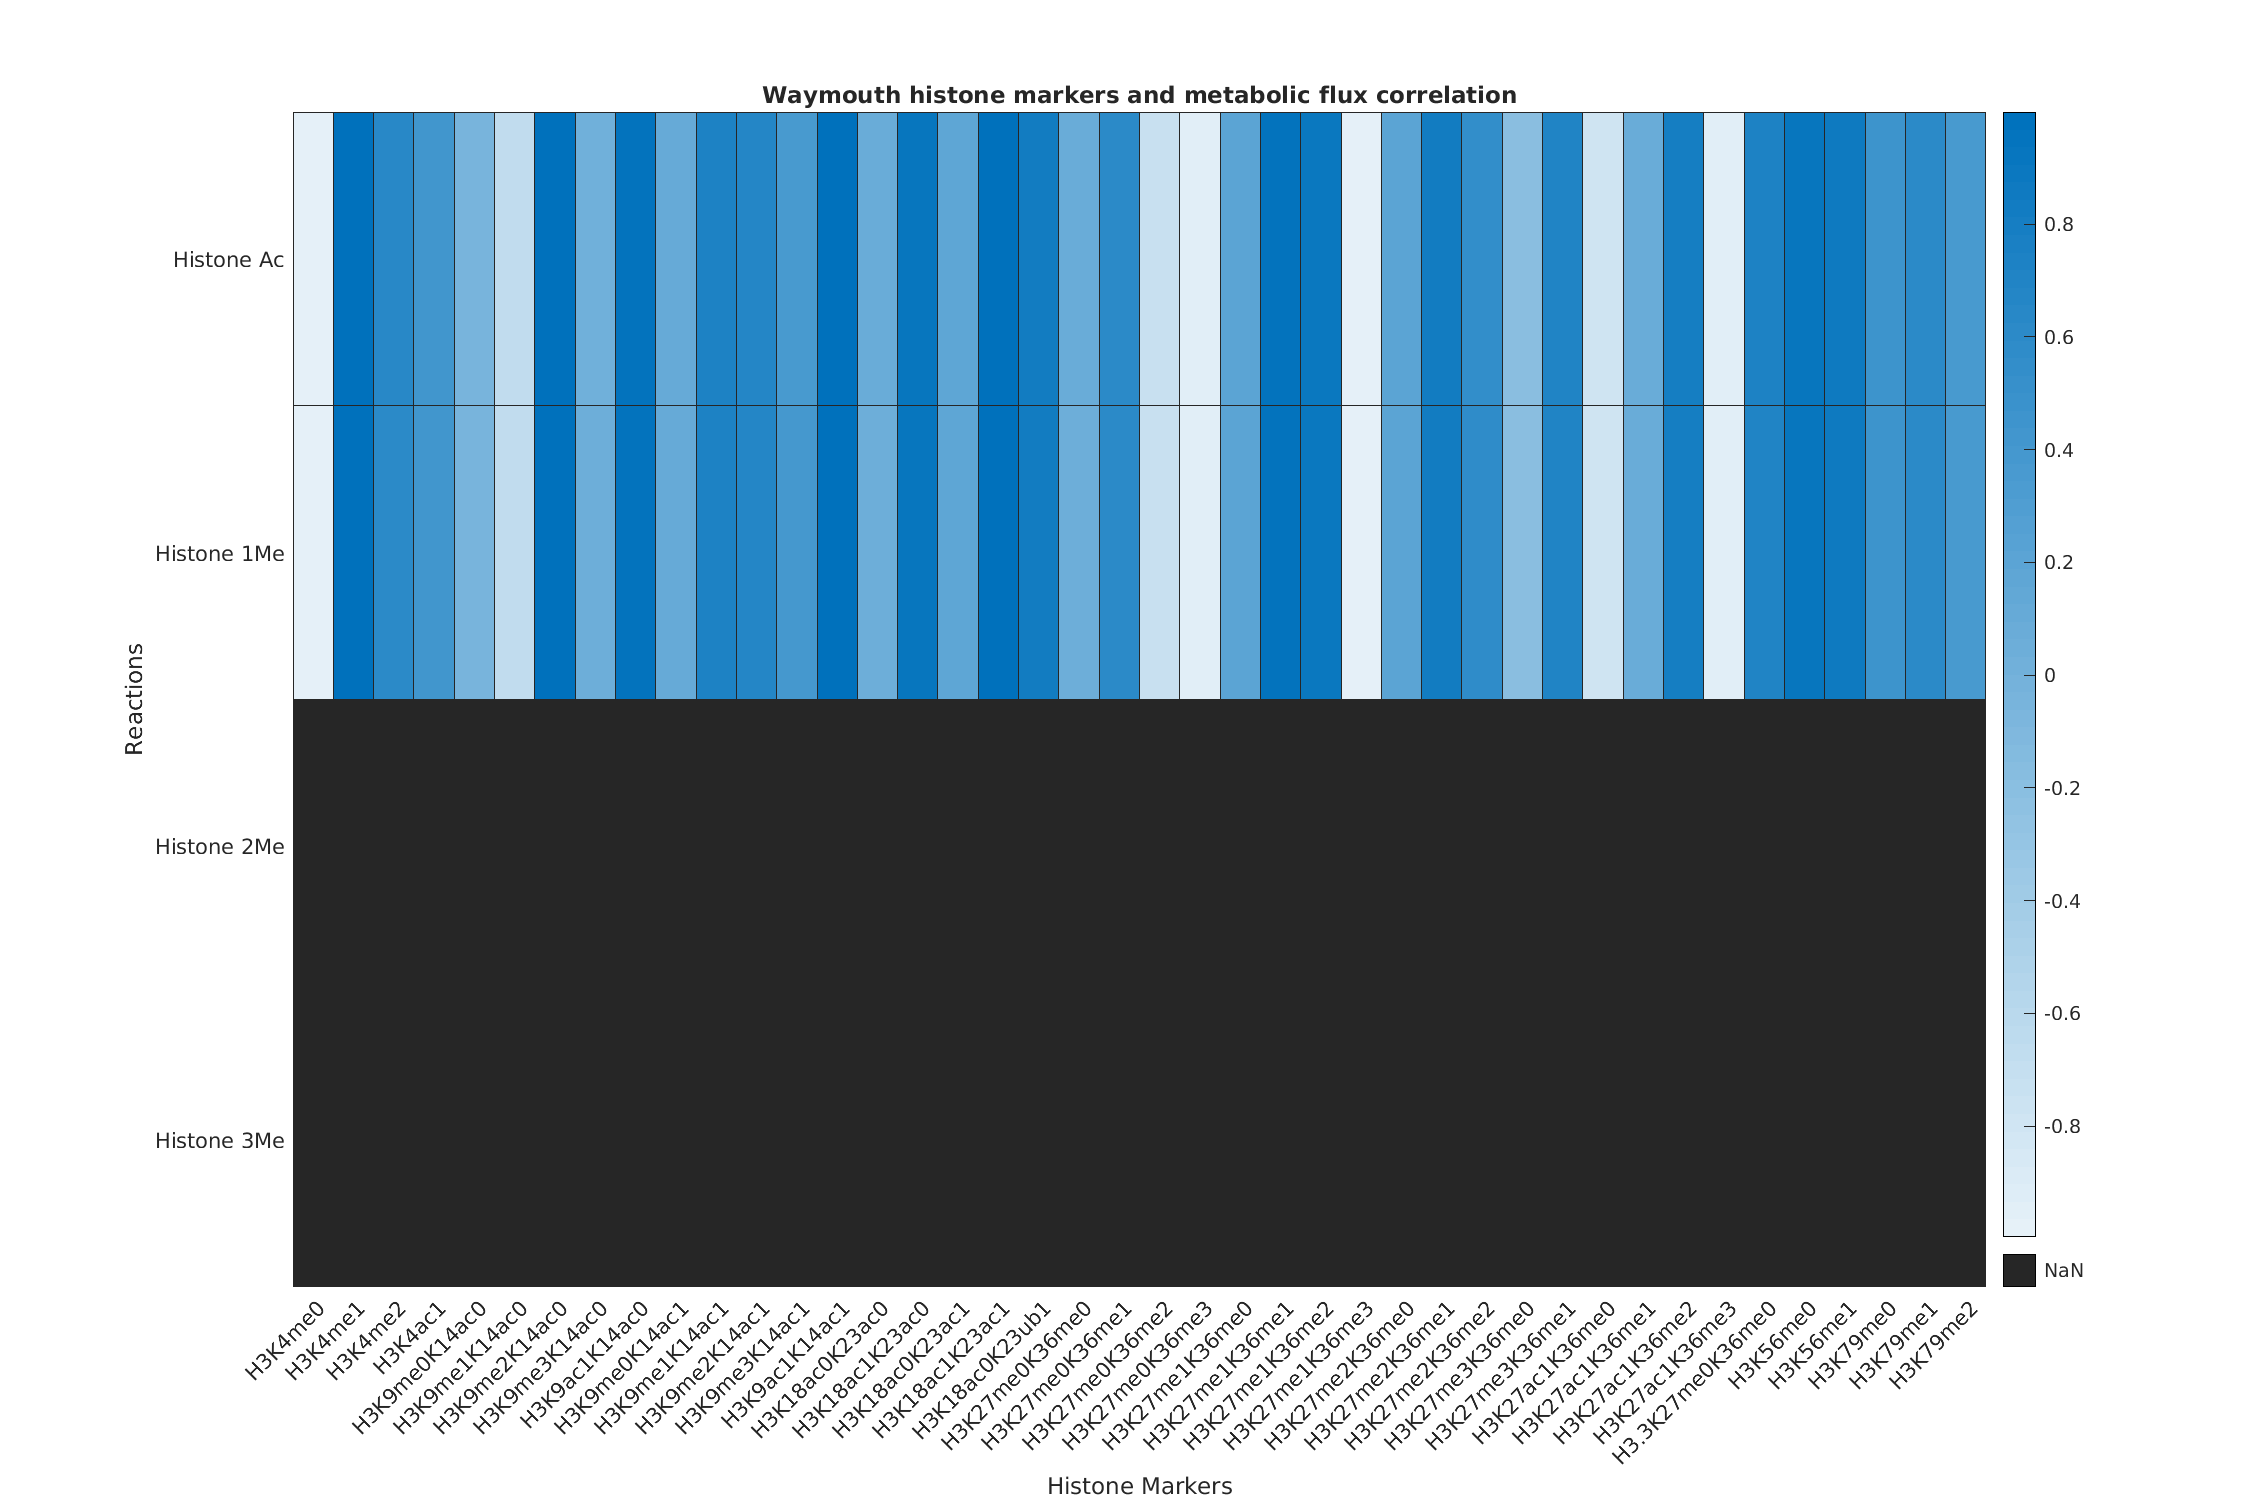 Waymouth histone markers and metabolic flux correlation
Reactions
Histone Ac
Histone 1Me
Histone 2Me
Histone 3Me
0.8
0.6
0.4
0.2
0
-0.2
-0.4
-0.6
-0.8
NaN
H3K4me0
H3K4me1
H3K4me2
H3K4ac1
H3K9me0K14ac0
H3K9me1K14ac0
H3K9me2K14ac0
H3K9me3K14ac0
H3K9ac1K14ac0
H3K9me0K14ac1
H3K9me1K14ac1
H3K9me2K14ac1
H3K9me3K14ac1
H3K9ac1K14ac1
H3K18ac0K23ac0
H3K18ac1K23ac0
H3K18ac0K23ac1
H3K18ac1K23ac1
H3K18ac0K23ub1
H3K27me0K36me0
H3K27me0K36me1
H3K27me0K36me2
H3K27me0K36me3
H3K27me1K36me0
H3K27me1K36me1
H3K27me1K36me2
H3K27me1K36me3
H3K27me2K36me0
H3K27me2K36me1
H3K27me2K36me2
H3K27me3K36me0
H3K27me3K36me1
H3K27ac1K36me0
H3K27ac1K36me1
H3K27ac1K36me2
H3K27ac1K36me3
H3.3K27me0K36me0
H3K56me0
H3K56me1
H3K79me0
H3K79me1
H3K79me2
Histone Markers